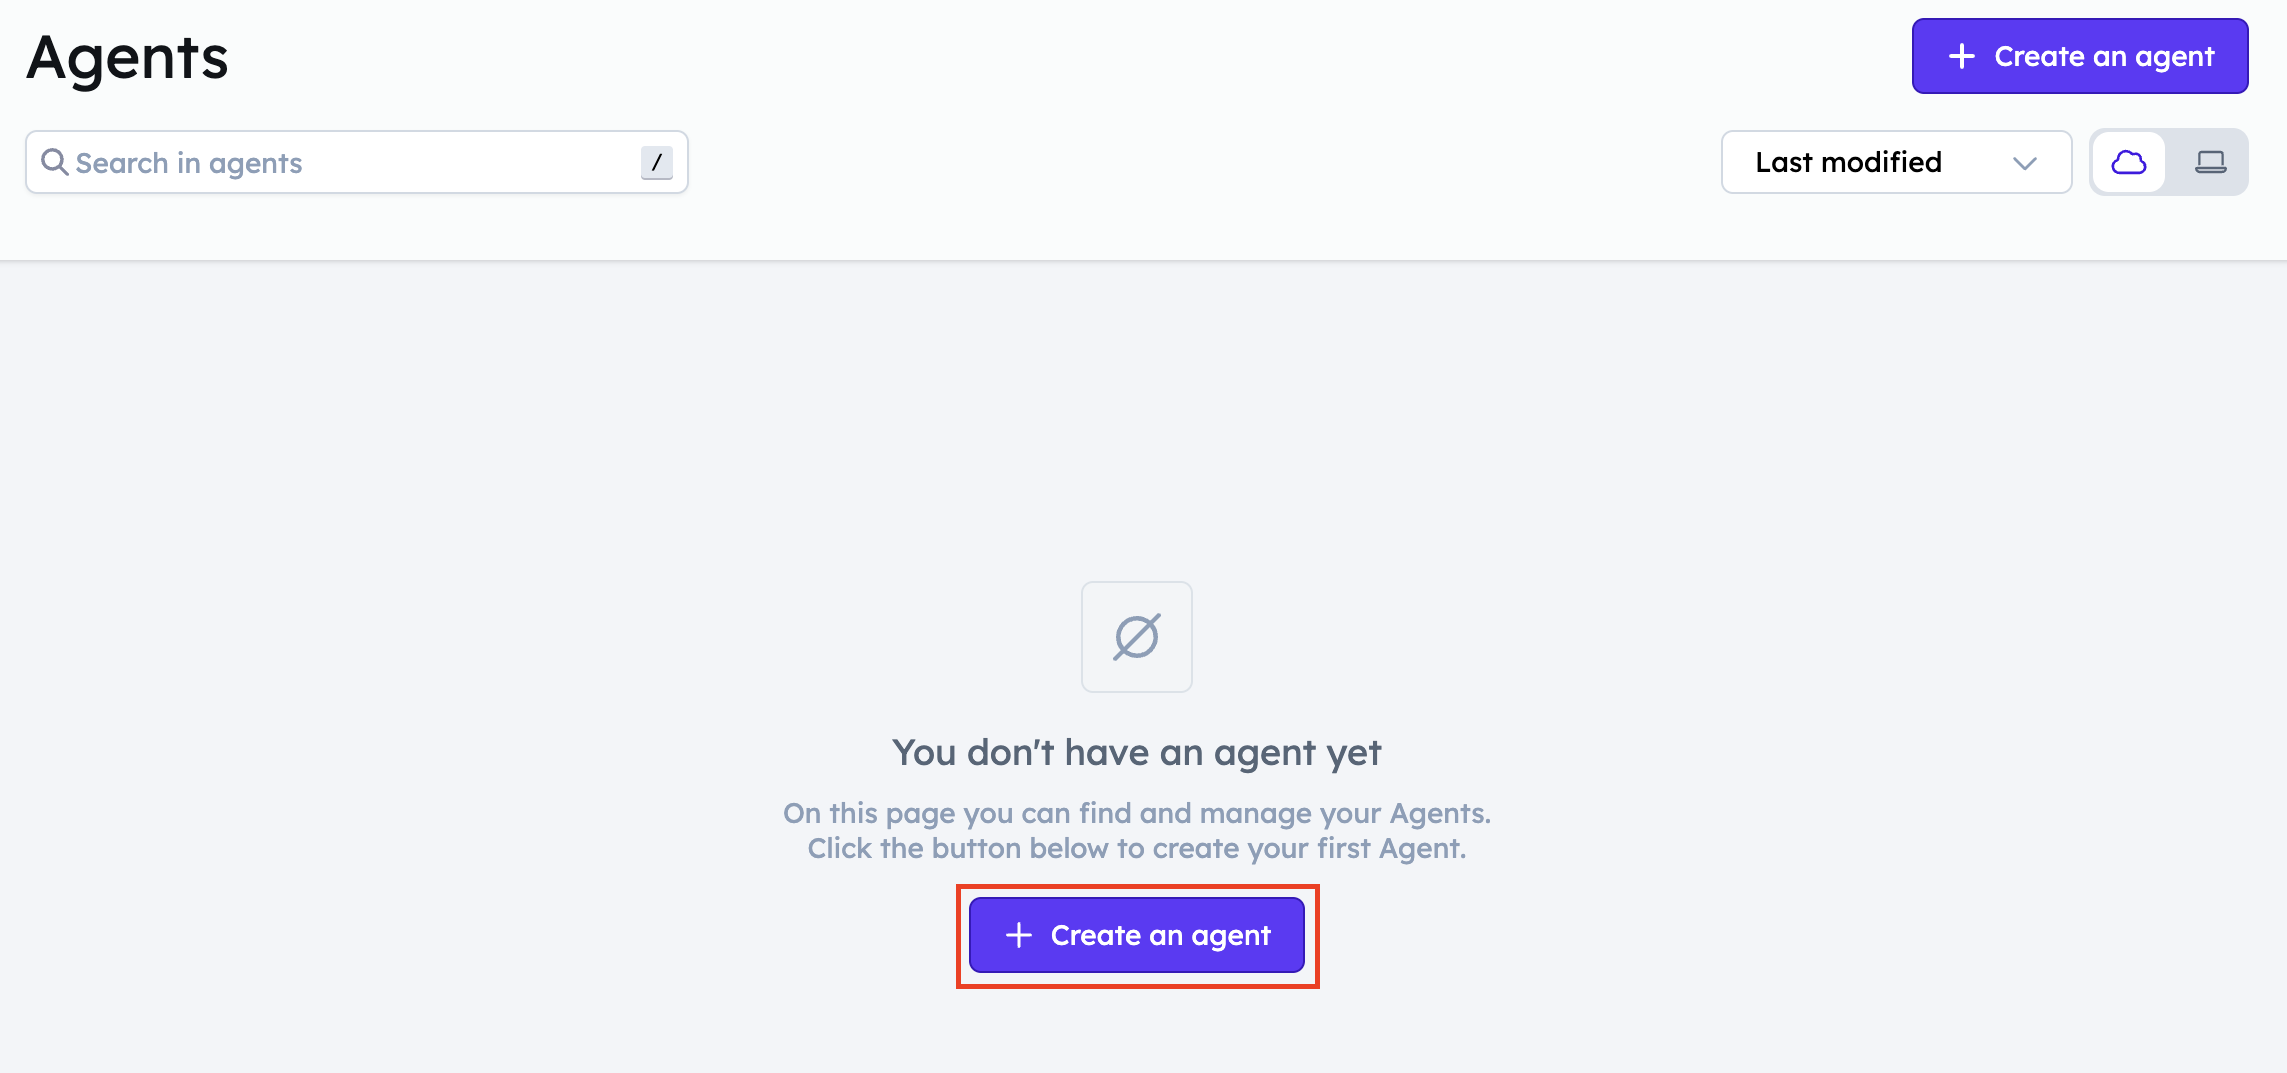 Agents
Create an agent
Search in agents /
Last modified
You don't have an agent yet
On this page you can find and manage your Agents.
Click the button below to create your first Agent.
Create an agent